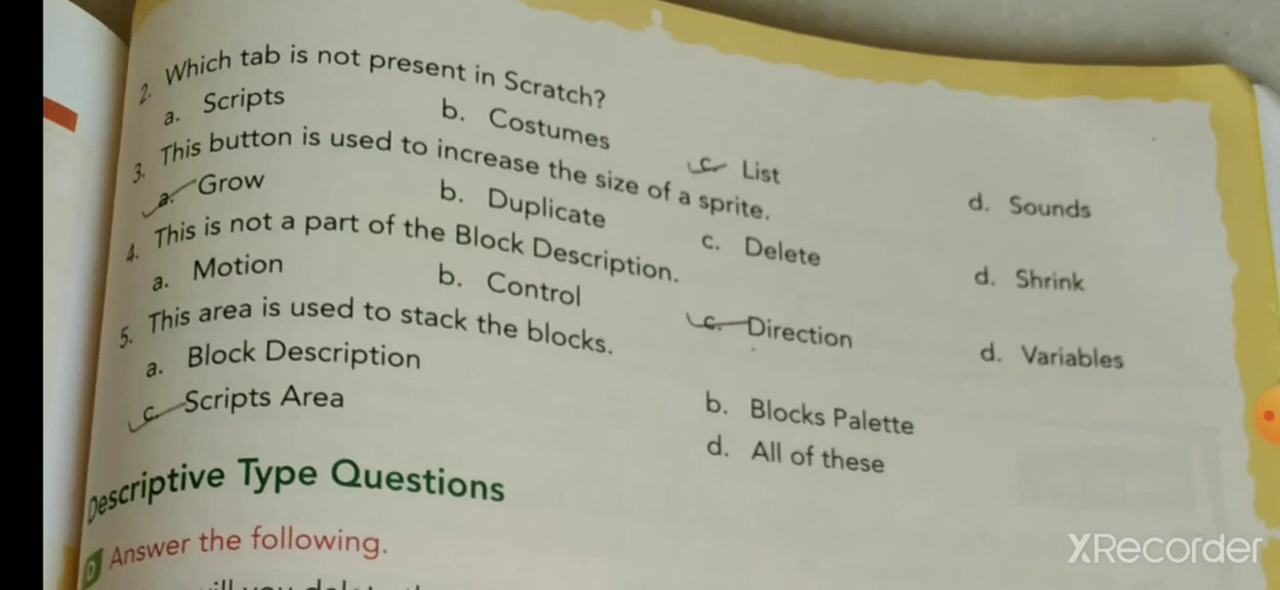 2. Which tab is not present in Scratch?
a. Scripts b. Costumes c. List d. Sounds
3. This button is used to increase the size of a sprite.
a. Grow b. Duplicate c. Delete d. Shrink
4. This is not a part of the Block Description.
a. Motion b. Control c. Direction d. Variables
5. This area is used to stack the blocks.
a. Block Description b. Blocks Palette
c. Scripts Area d. All of these
Descriptive Type Questions
D Answer the following.
will you
XRecorder